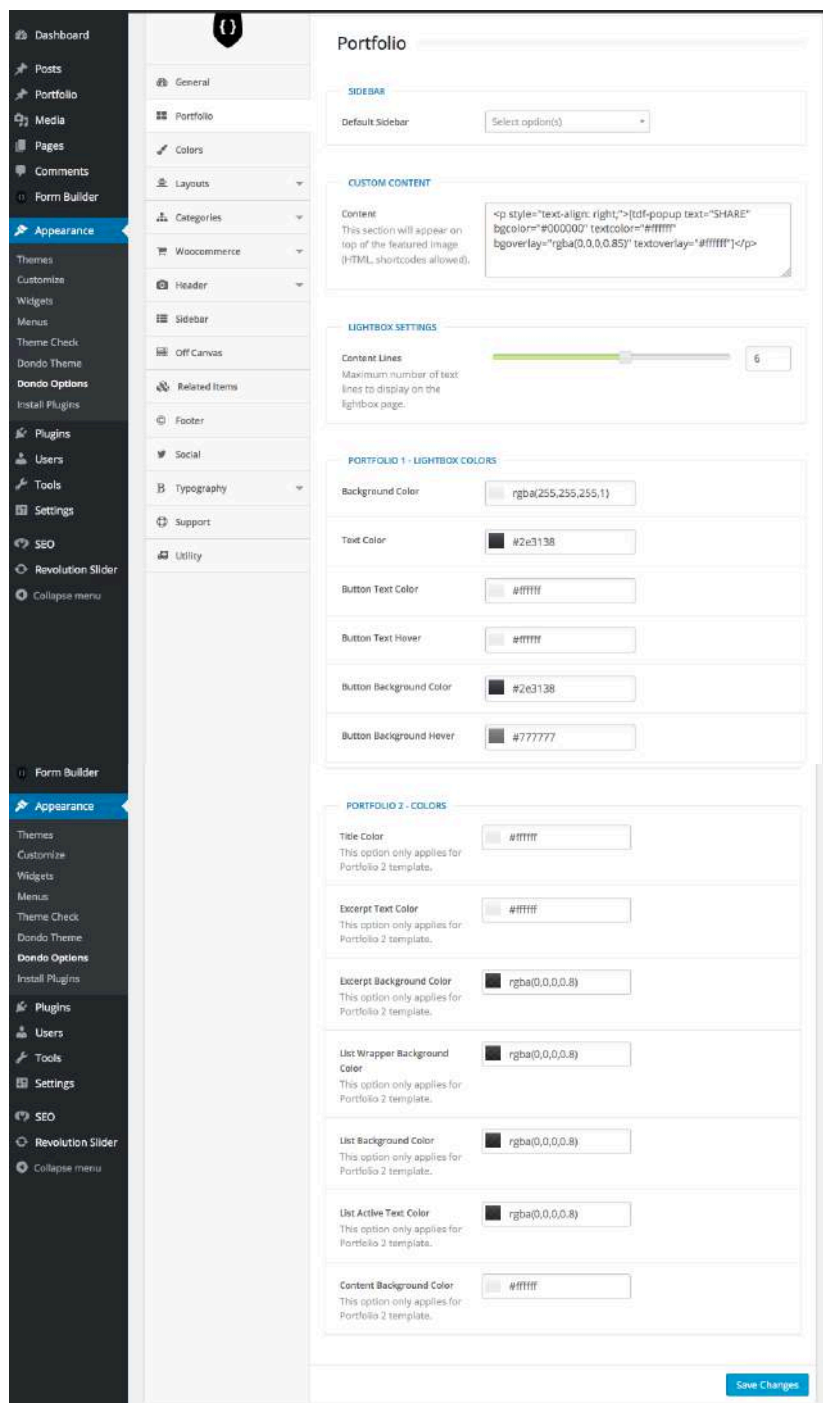 Dashboard
Posts
Portfolio
Media
Pages
Comments
Form Builder
Appearance
Themes
Customize
Widgets
Menus
Theme Check
Dondo Theme
Dondo Options
Install Plugins
Plugins
Users
Tools
Settings
SEO
Revolution Slider
Collapse menu
{}
General
Portfolio
Colors
Layouts
Categories
Woocommerce
Header
Sidebar
Off Canvas
Related Items
Footer
Social
Typography
Support
Utility
Portfolio
SIDEBAR
Default Sidebar
Select option(s)
CUSTOM CONTENT
Content
This section will appear on
top of the featured image
(HTML, shortcodes allowed).
<p style="text-align: right;">[tdf-popup text="SHARE"
bgcolor="#000000" textcolor="#ffffff"
bgoverlay="rgba(0,0,0,0.85)" textoverlay="#ffffff"]</p>
LIGHTBOX SETTINGS
Content Lines
Maximum number of text
lines to display on the
lightbox page.
6
PORTFOLIO 1 - LIGHTBOX COLORS
Background Color
rgba(255,255,255,1)
Text Color
#2e3138
Button Text Color
#ffffff
Button Text Hover
#ffffff
Button Background Color
#2e3138
Button Background Hover
#777777
Form Builder
Appearance
Themes
Customize
Widgets
Menus
Theme Check
Dondo Theme
Dondo Options
Install Plugins
Plugins
Users
Tools
Settings
SEO
Revolution Slider
Collapse menu
PORTFOLIO 2 - COLORS
Title Color
This option only applies for
Portfolio 2 template.
#ffffff
Excerpt Text Color
This option only applies for
Portfolio 2 template.
#ffffff
Excerpt Background Color
This option only applies for
Portfolio 2 template.
rgba(0,0,0,0.8)
List Wrapper Background
Color
This option only applies for
Portfolio 2 template.
rgba(0,0,0,0.8)
List Background Color
This option only applies for
Portfolio 2 template.
rgba(0,0,0,0.8)
List Active Text Color
This option only applies for
Portfolio 2 template.
rgba(0,0,0,0.8)
Content Background Color
This option only applies for
Portfolio 2 template.
#ffffff
Save Changes